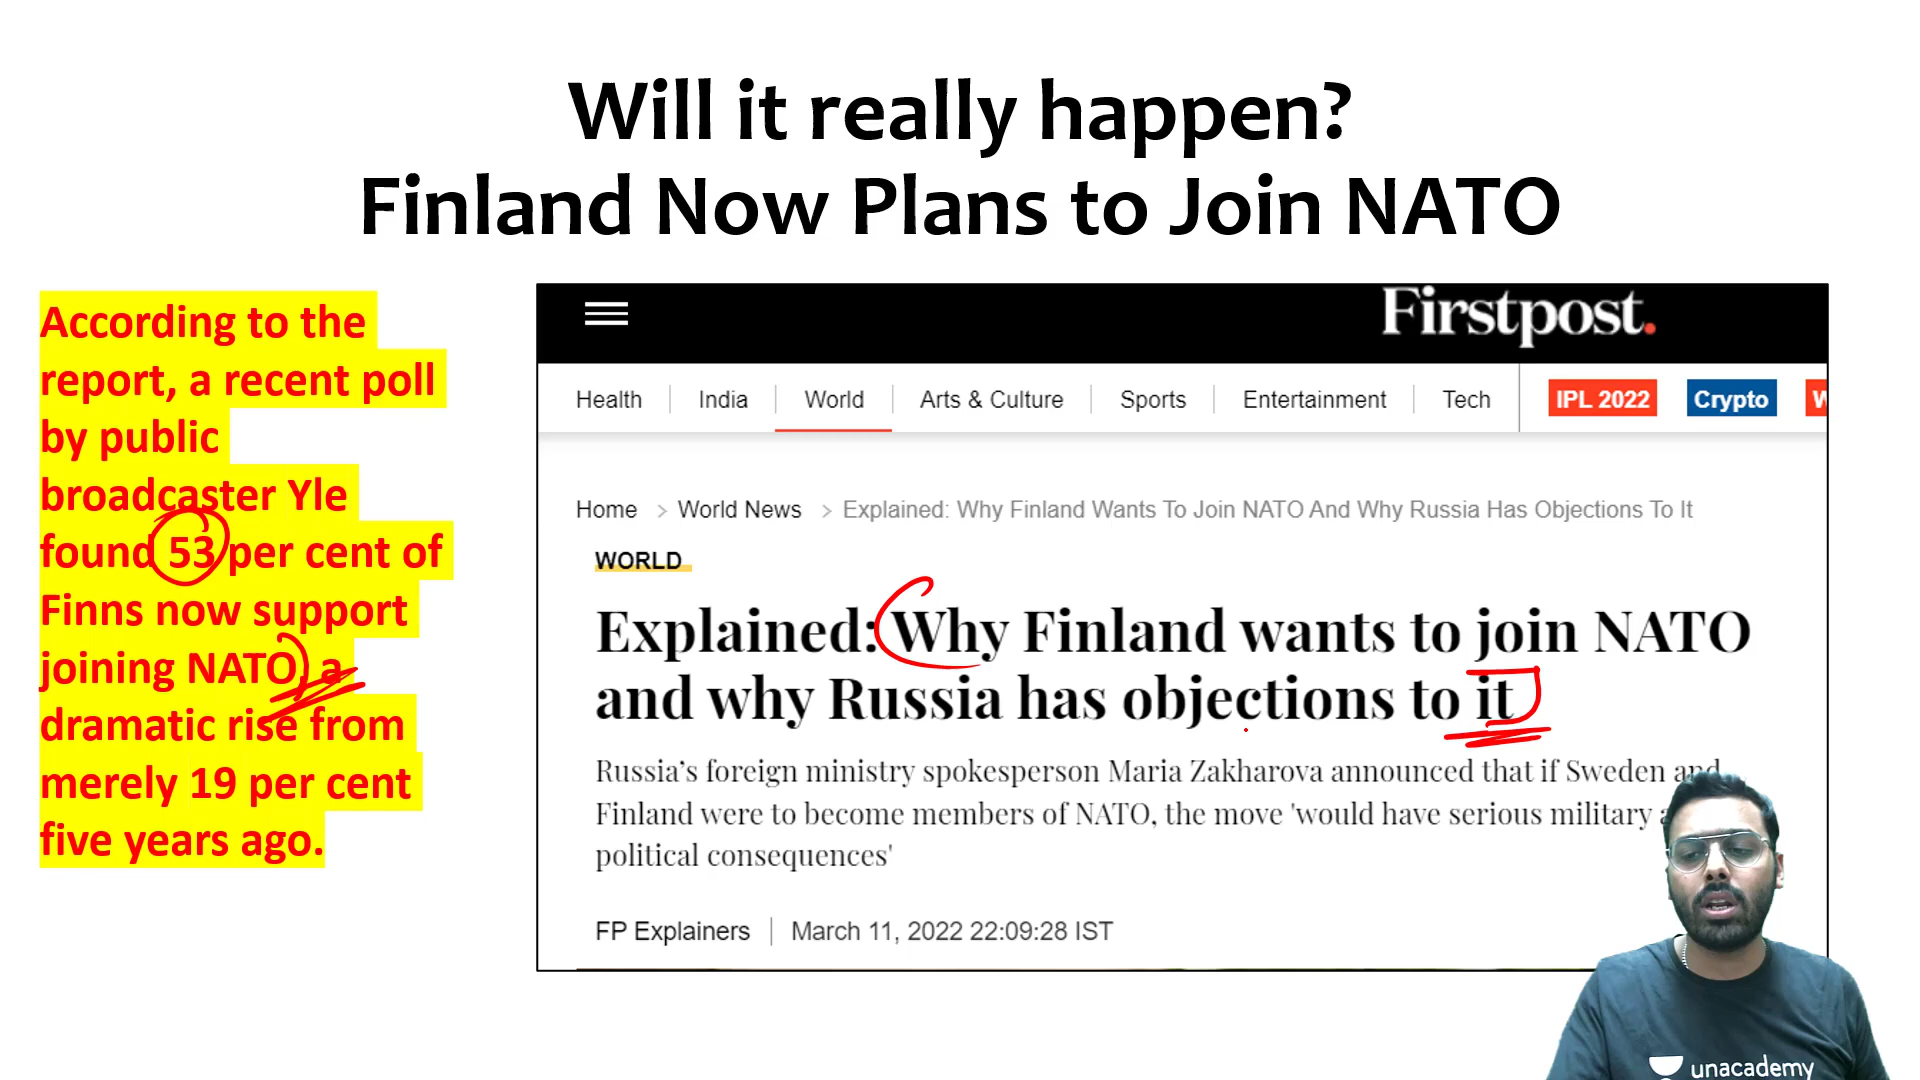 Will it really happen?
Finland Now Plans to Join NATO
According to the
report, a recent poll
by public
broadcaster Yle
found 53 per cent of
Finns now support
joining NATO, a
dramatic rise from
merely 19 per cent
five years ago.
Firstpost.
Health India World Arts & Culture Sports Entertainment Tech IPL 2022 Crypto W
Home > World News > Explained: Why Finland Wants To Join NATO And Why Russia Has Objections To It
WORLD
Explained: Why Finland wants to join NATO
and why Russia has objections to it
Russia's foreign ministry spokesperson Maria Zakharova announced that if Sweden and
Finland were to become members of NATO, the move 'would have serious military a
political consequences'
FP Explainers | March 11, 2022 22:09:28 IST
unacademy